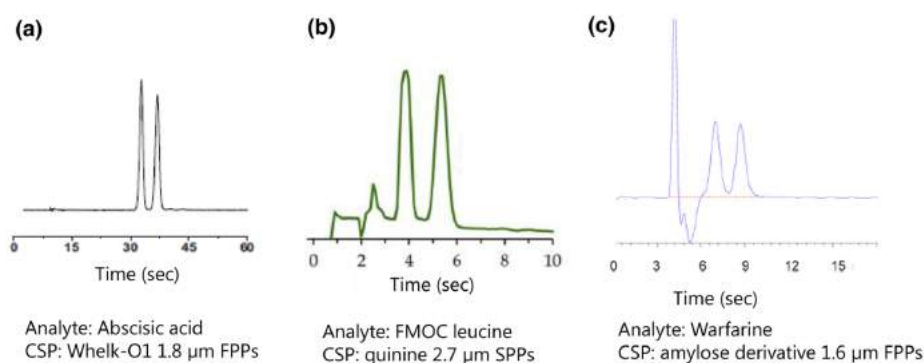 (a)
(b)
(c)
0 15 30 45 60
Time (sec)
0 2 4 6 8 10
Time (sec)
0 3 6 9 12 15
Time (sec)
Analyte: Abscisic acid
CSP: Whelk-O1 1.8 µm FPPs
Analyte: FMOC leucine
CSP: quinine 2.7 µm SPPs
Analyte: Warfarine
CSP: amylose derivative 1.6 µm FPPs